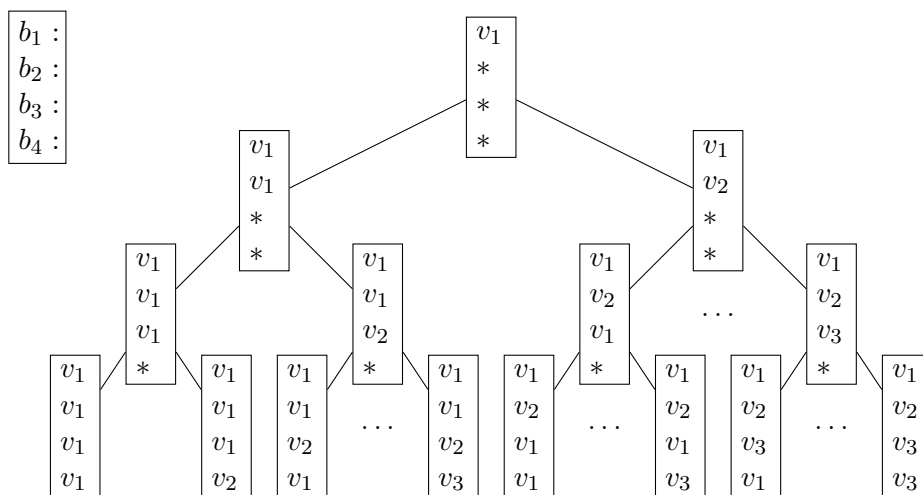 b₁ :
b₂ :
b₃ :
b₄ :
v₁
*
*
*
v₁
v₁
*
*
v₁
v₂
*
*
v₁
v₁
v₁
*
v₁
v₁
v₂
*
v₁
v₂
v₁
*
...
v₁
v₂
v₃
*
v₁
v₁
v₁
v₁
v₁
v₁
v₁
v₂
v₁
v₁
v₂
v₁
...
v₁
v₁
v₂
v₃
v₁
v₂
v₁
v₁
...
v₁
v₂
v₁
v₃
v₁
v₂
v₃
v₁
...
v₁
v₂
v₃
v₃